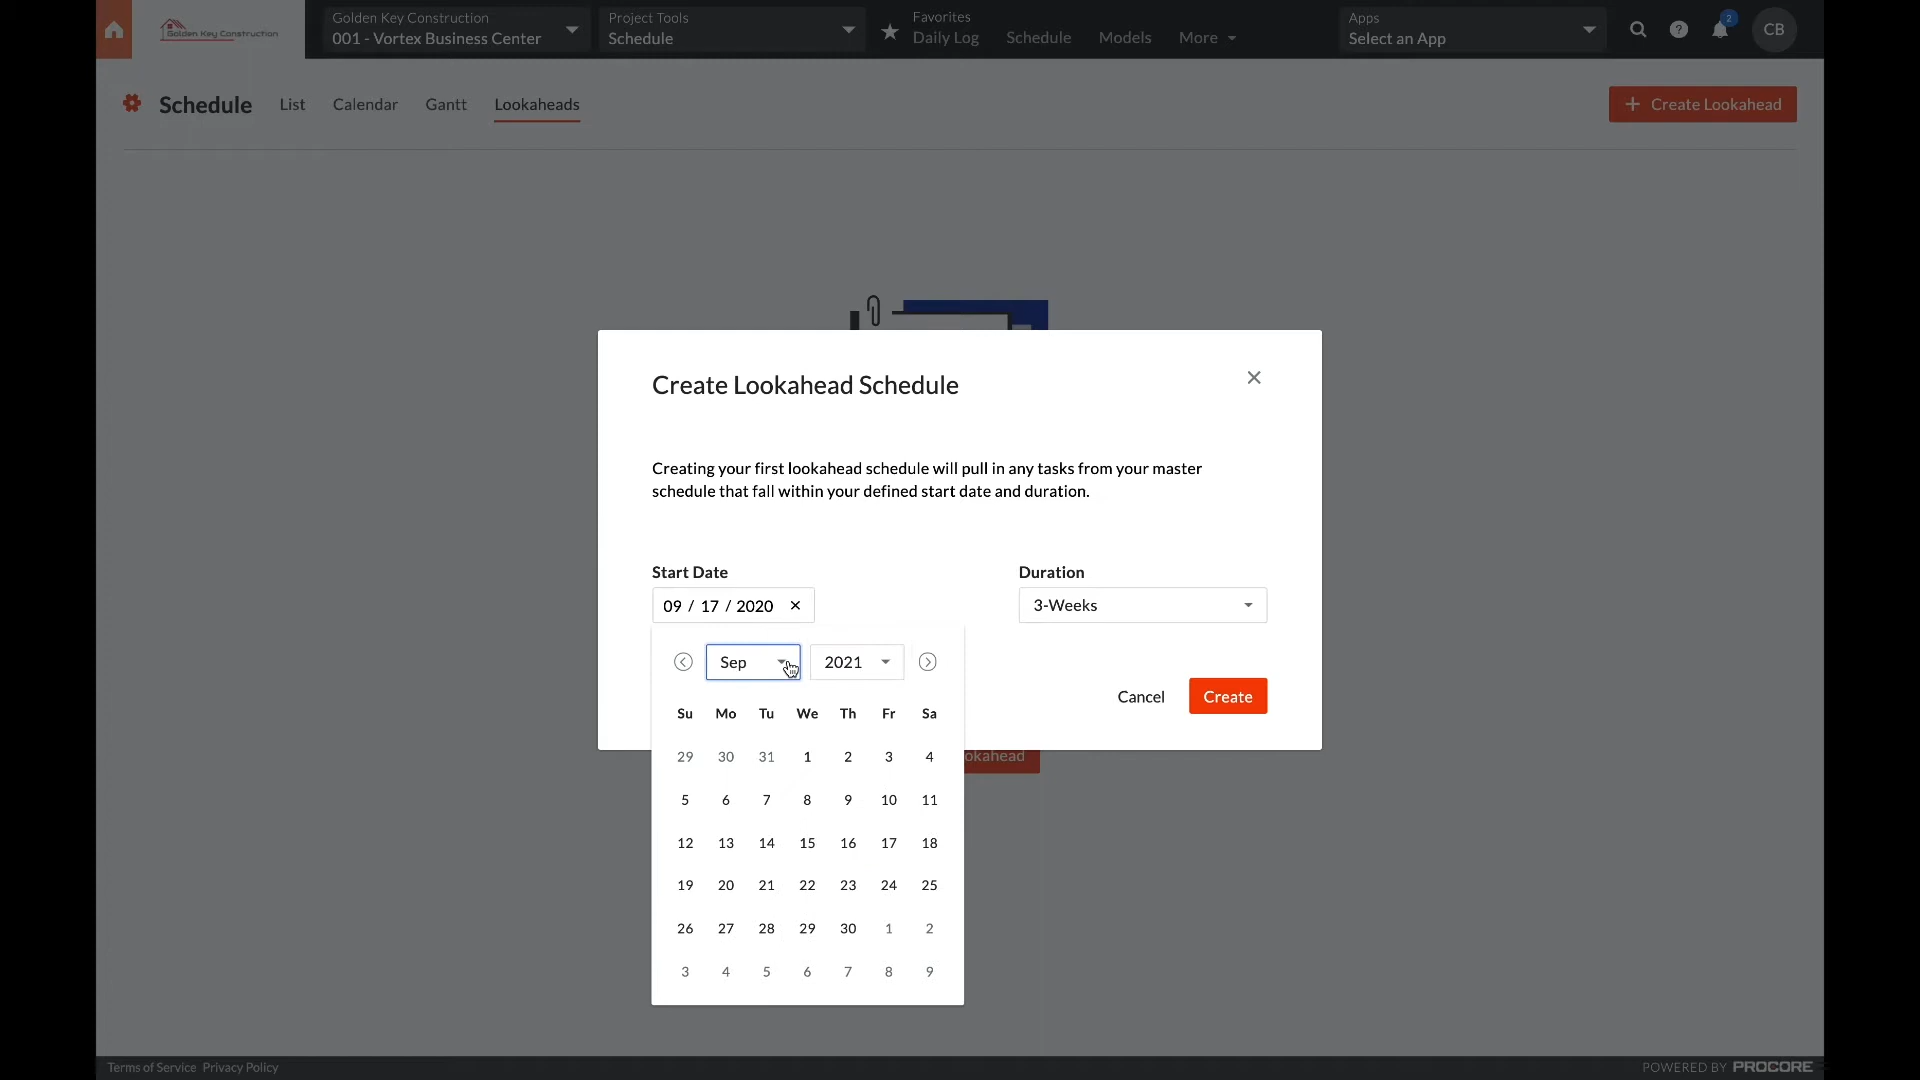 Golden Key Construction
Golden Key Construction
001 - Vortex Business Center
Project Tools
Schedule
Favorites
Daily Log
Schedule
Models
More
Apps
Select an App
2
CB
Schedule
List
Calendar
Gantt
Lookaheads
Create Lookahead
Create Lookahead Schedule
Creating your first lookahead schedule will pull in any tasks from your master
schedule that fall within your defined start date and duration.
Start Date
Duration
09 / 17 / 2020
3-Weeks
Sep
2021
Cancel
Create
Su Mo Tu We Th Fr Sa
29 30 31 1 2 3 4
okahead
5 6 7 8 9 10 11
12 13 14 15 16 17 18
19 20 21 22 23 24 25
26 27 28 29 30 1 2
3 4 5 6 7 8 9
Terms of Service Privacy Policy
POWERED BY PROCORE